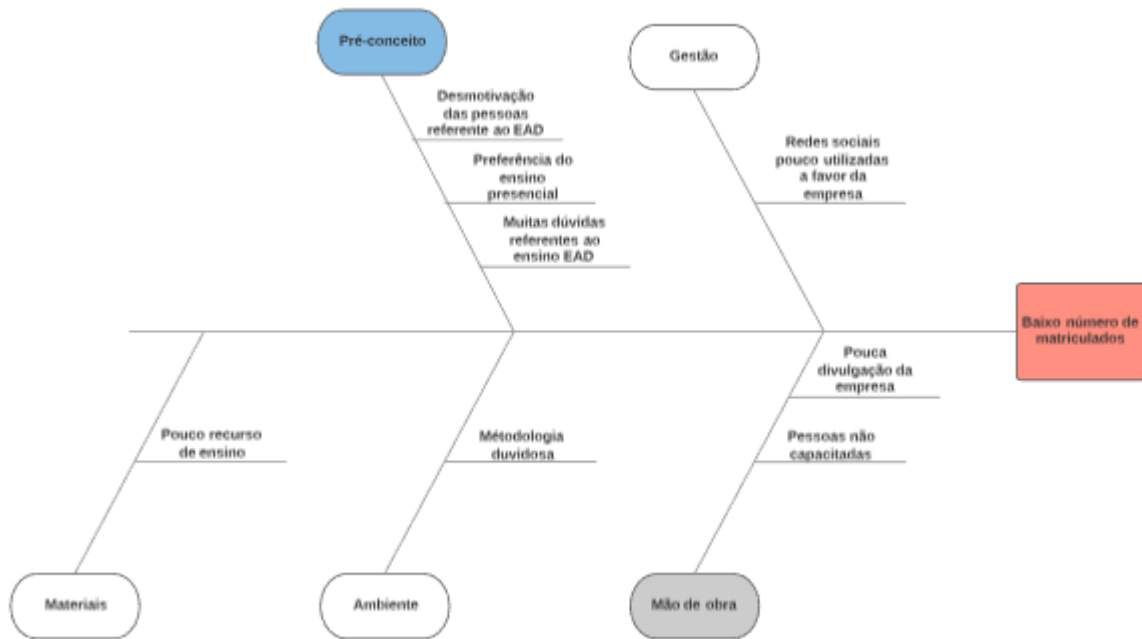 Pré-conceito
Gestão
Desmotivação
das pessoas
referente ao EAD
Preferência do
ensino
presencial
Muitas dúvidas
referentes ao
ensino EAD
Redes sociais
pouco utilizadas
a favor da
empresa
Baixo número de
matriculados
Pouca
divulgação da
empresa
Pessoas não
capacitadas
Métodologia
duvidosa
Pouco recurso
de ensino
Materiais
Ambiente
Mão de obra